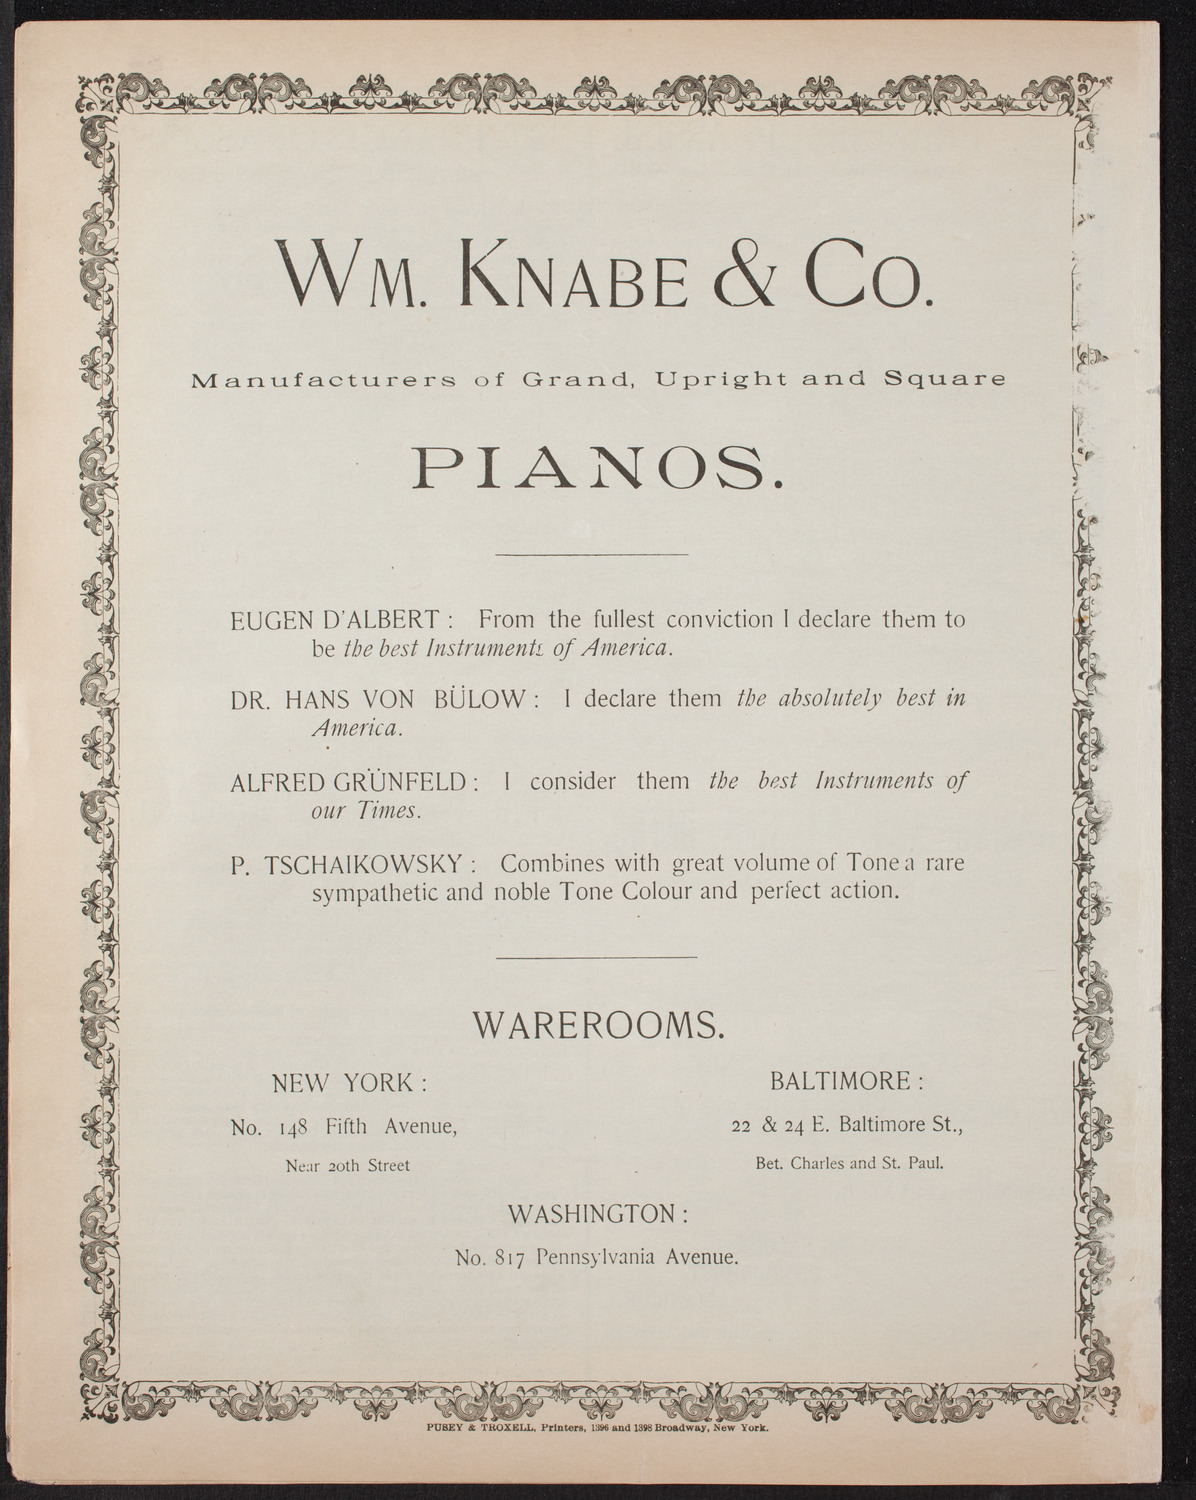 WM. KNABE & CO.
Manufacturers of Grand, Upright and Square
PIANOS.
EUGEN D'ALBERT : From the fullest conviction I declare them to
be the best Instruments of America.
DR. HANS VON BÜLOW : I declare them the absolutely best in
America.
ALFRED GRÜNFELD : I consider them the best Instruments of
our Times.
P. TSCHAIKOWSKY : Combines with great volume of Tone a rare
sympathetic and noble Tone Colour and perfect action.
WAREROOMS.
NEW YORK :
No. 148 Fifth Avenue,
Near 20th Street
BALTIMORE :
22 & 24 E. Baltimore St.,
Bet. Charles and St. Paul.
WASHINGTON :
No. 817 Pennsylvania Avenue.
PUSEY & TROXELL, Printers, 1396 and 1398 Broadway, New York.